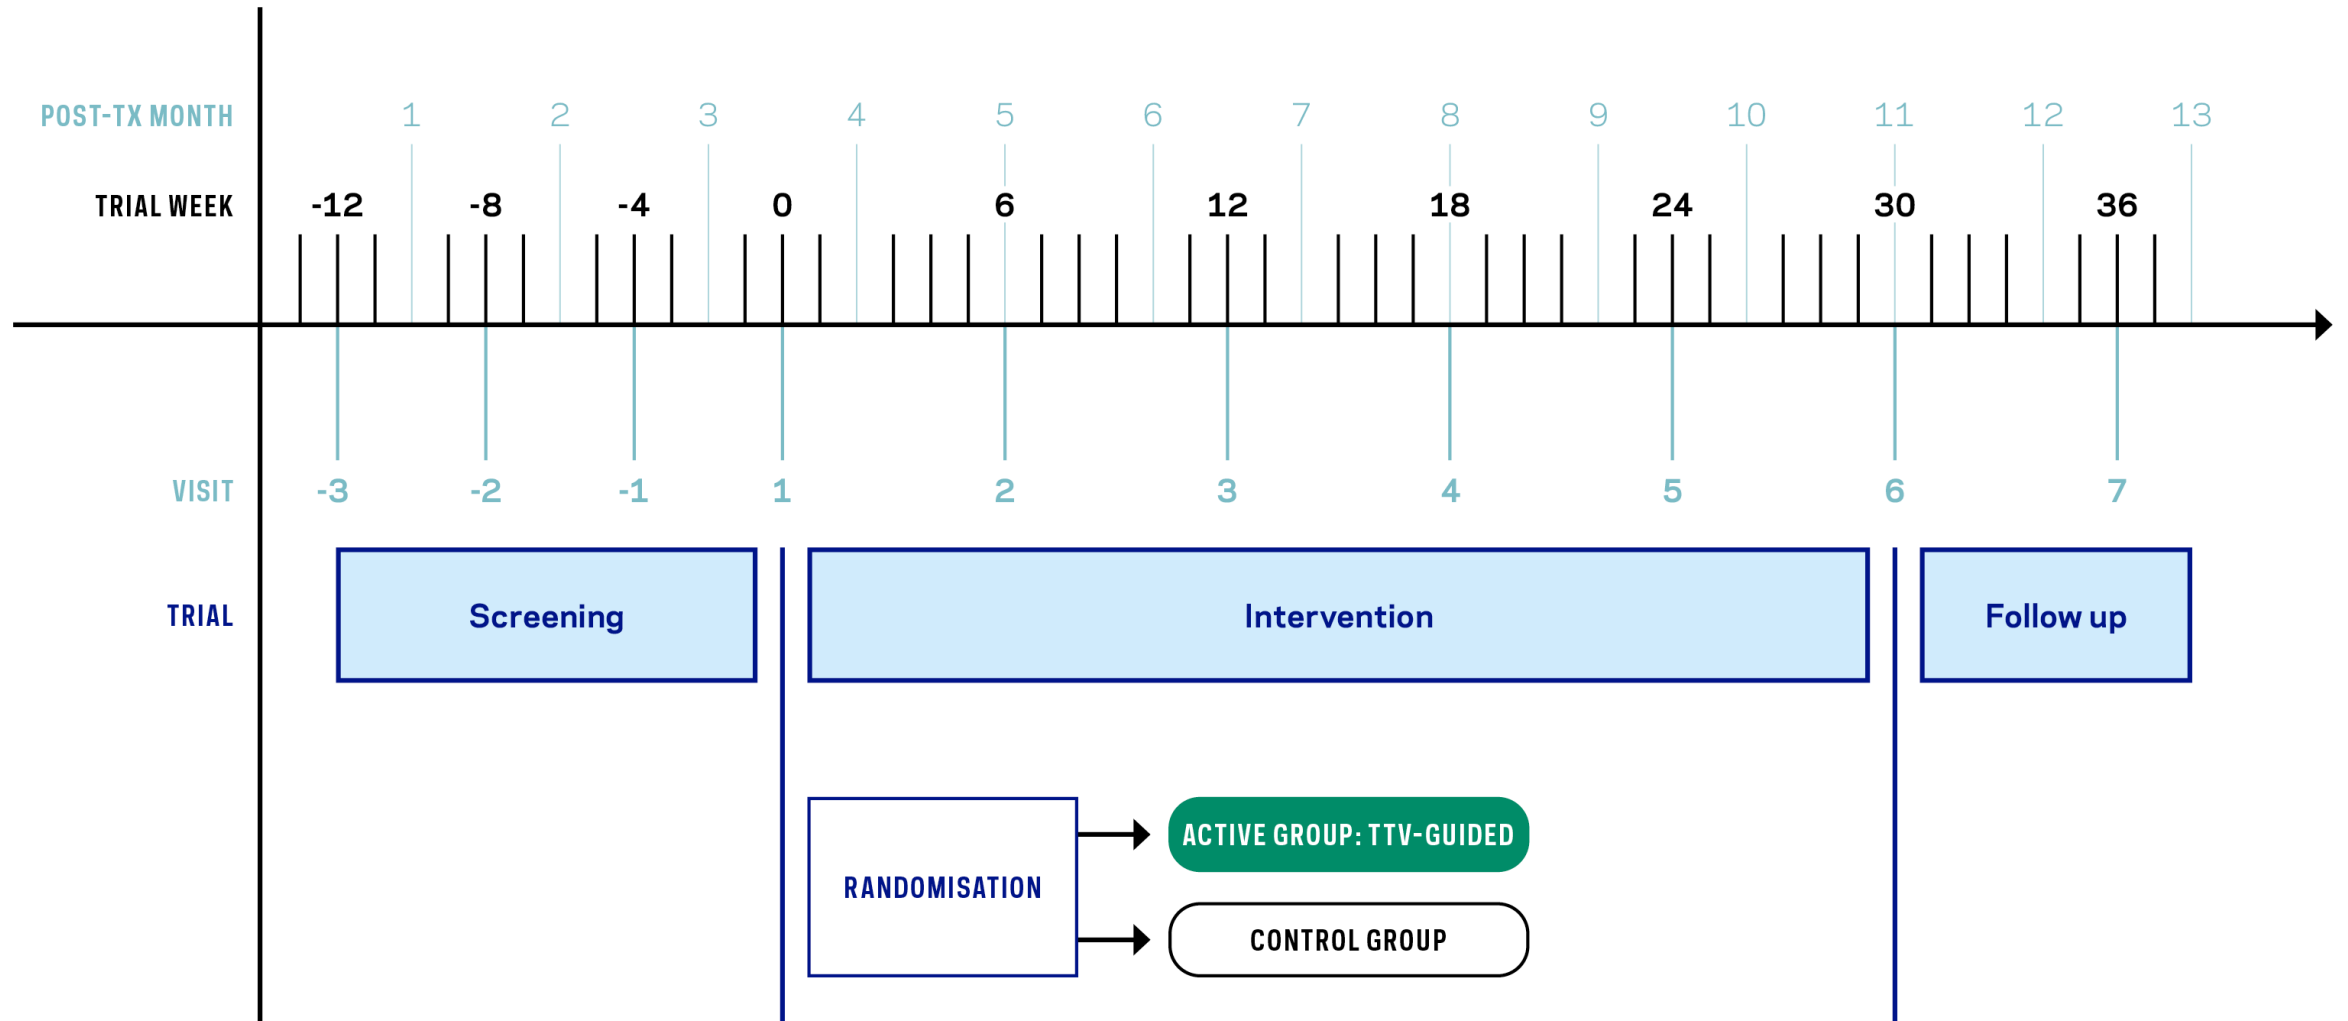 POST-TX MONTH 1 2 3 4 5 6 7 8 9 10 11 12 13
TRIAL WEEK -12 -8 -4 0 6 12 18 24 30 36
VISIT -3 -2 -1 1 2 3 4 5 6 7
TRIAL Screening Intervention Follow up
ACTIVE GROUP: TTV-GUIDED
RANDOMISATION
CONTROL GROUP